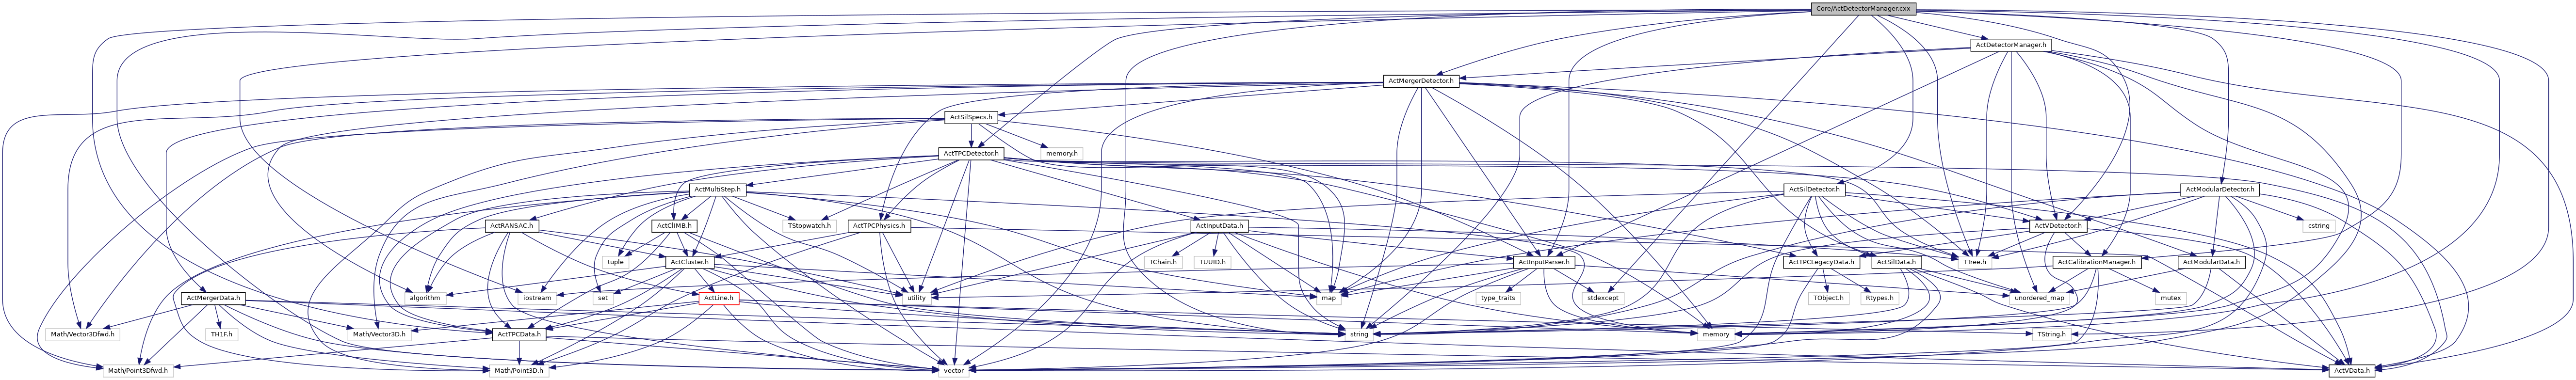 Core/ActDetectorManager.cxx
ActDetectorManager.h
ActMergerDetector.h
ActSilSpecs.h
ActTPCDetector.h
memory.h
ActMultiStep.h
ActSilDetector.h
ActModularDetector.h
ActRANSAC.h
ActCliMB.h
TStopwatch.h
ActTPCPhysics.h
ActInputData.h
ActVDetector.h
cstring
tuple
ActCluster.h
TChain.h
TUUID.h
ActInputParser.h
ActTPCLegacyData.h
ActSilData.h
TTree.h
ActCalibrationManager.h
ActModularData.h
ActMergerData.h
algorithm
iostream
set
ActLine.h
utility
map
type_traits
stdexcept
TObject.h
Rtypes.h
unordered_map
mutex
Math/Vector3Dfwd.h
TH1F.h
Math/Vector3D.h
ActTPCData.h
string
memory
TString.h
Math/Point3Dfwd.h
Math/Point3D.h
vector
ActVData.h